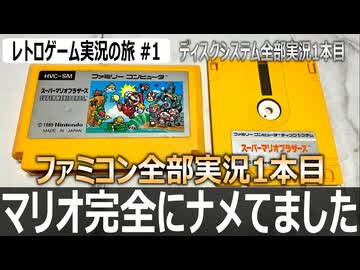 レトロゲーム実況の旅 #1
ディスクシステム全部実況1本目
HVC-SM
ファミリー コンピュータ
スーパーマリオブラザーズ
SUPER MARIO BROS.
© 1985 Nintendo
MADE IN JAPAN
ファミリー コンピュータ ディスクシステム
スーパーマリオブラザーズ
ファミコン全部実況1本目
マリオ完全にナメてました